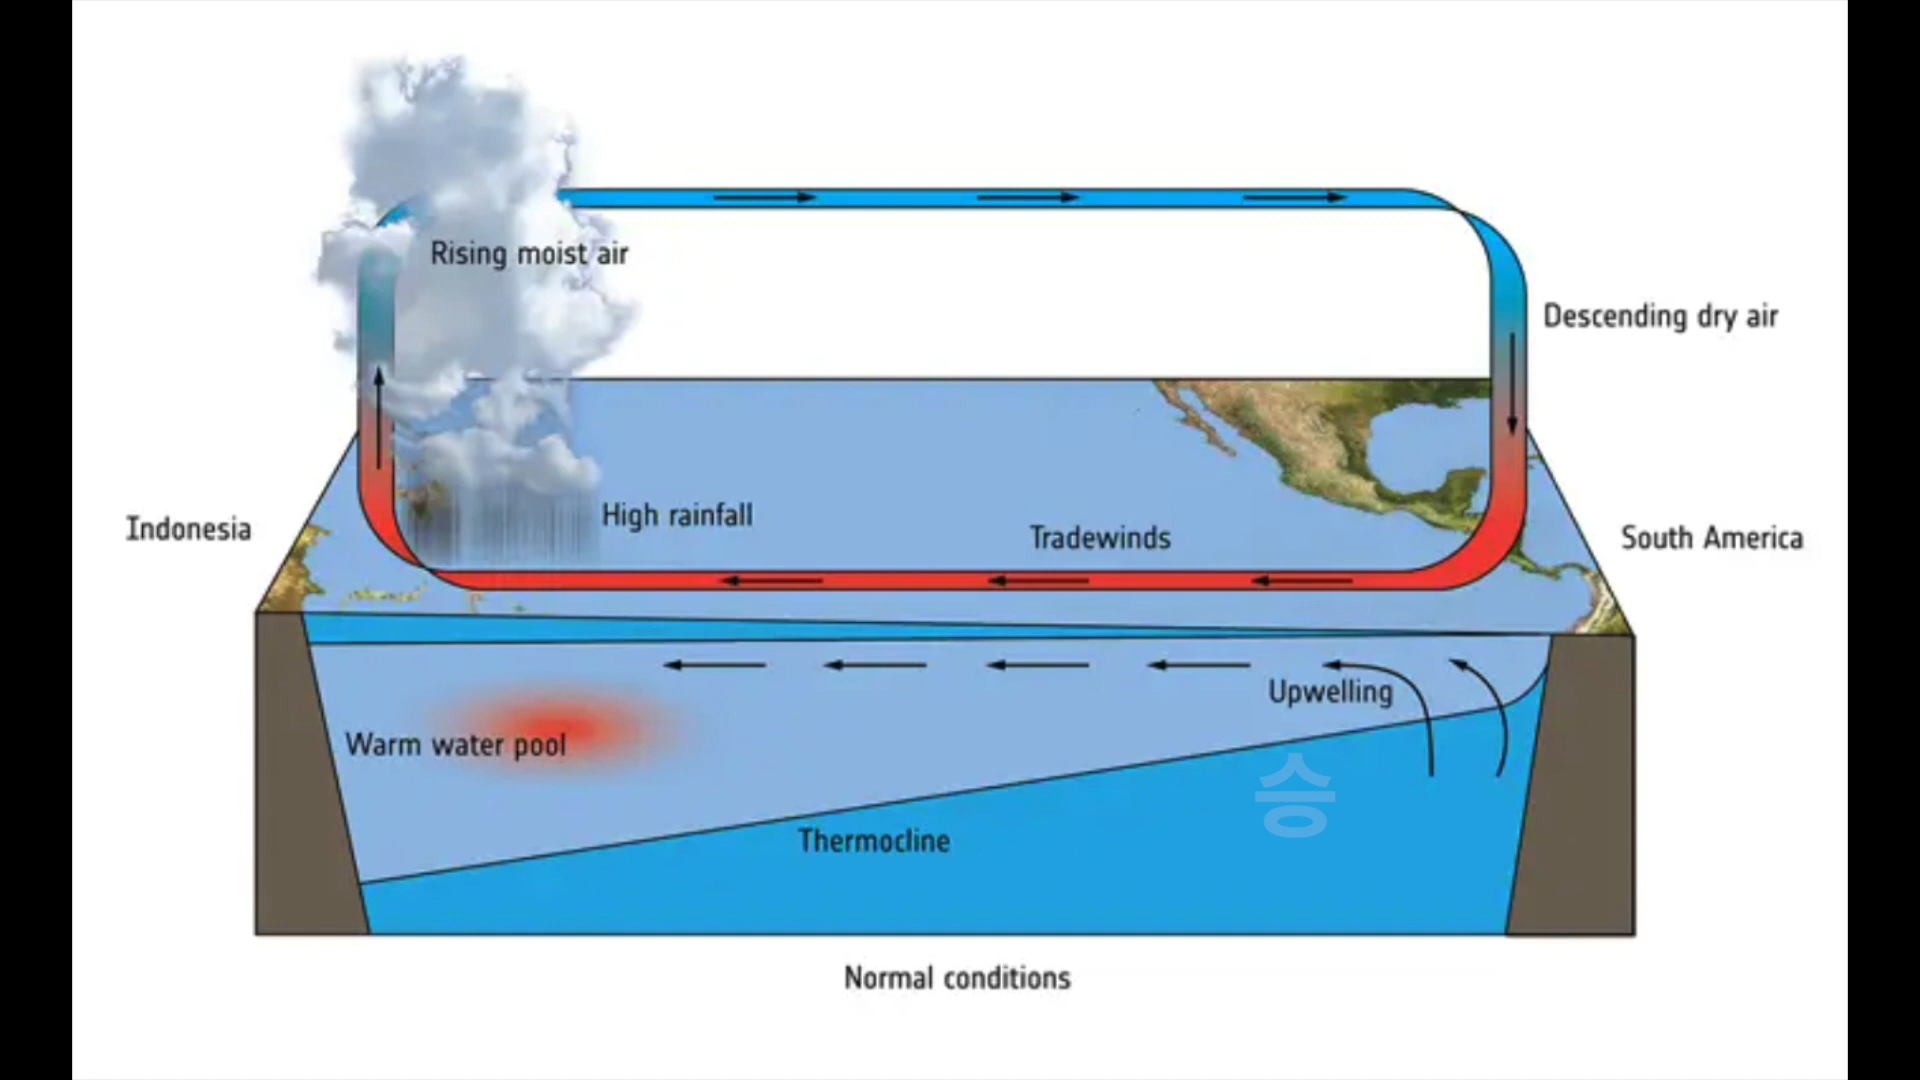 Rising moist air
Descending dry air
High rainfall
Indonesia
Tradewinds
South America
Upwelling
Warm water pool
승
Thermocline
Normal conditions